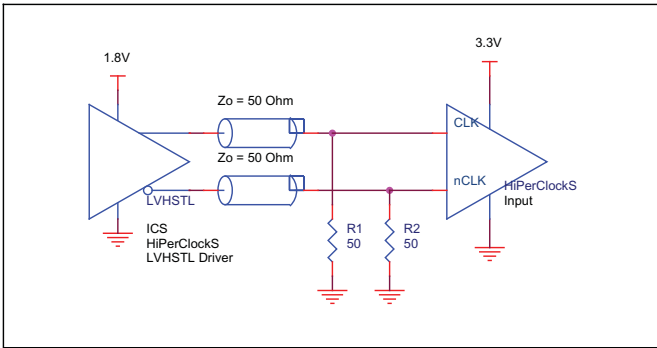 1.8V
3.3V
Zo = 50 Ohm
CLK
Zo = 50 Ohm
nCLK
LVHSTL
HiPerClockS
Input
ICS
HiPerClockS
LVHSTL Driver
R1
50
R2
50